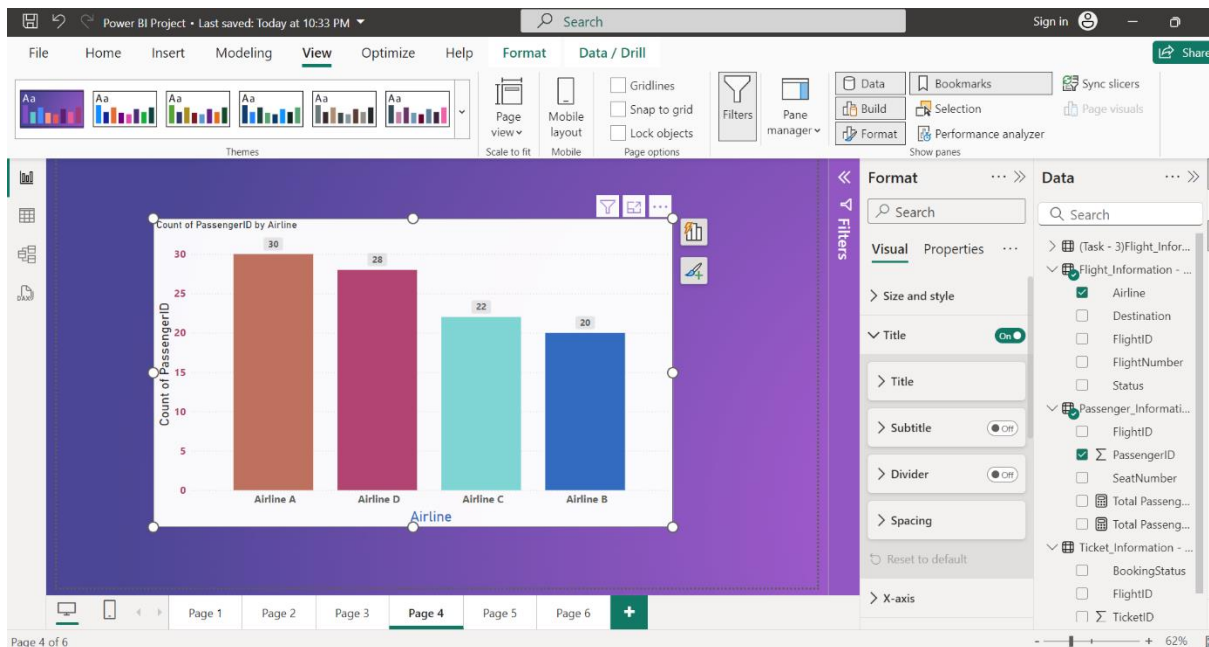 Power BI Project • Last saved: Today at 10:33 PM
Search
Sign in
File Home Insert Modeling View Optimize Help Format Data / Drill
Share
Aa Aa Aa Aa Aa Aa
Themes
Page view
Scale to fit
Mobile layout
Mobile
Gridlines
Snap to grid
Lock objects
Page options
Filters
Pane manager
Data
Bookmarks
Build
Selection
Format
Performance analyzer
Show panes
Sync slicers
Page visuals
Count of PassengerID by Airline
Count of PassengerID
30
25
20
15
10
5
0
30
28
22
20
Airline A Airline D Airline C Airline B
Airline
Filters
Format
Search
Visual Properties
Size and style
Title On
Title
Subtitle Off
Divider Off
Spacing
Reset to default
X-axis
Data
Search
(Task - 3)Flight_Infor...
Flight_Information - ...
Airline
Destination
FlightID
FlightNumber
Status
Passenger_Informati...
FlightID
PassengerID
SeatNumber
Total Passeng...
Total Passeng...
Ticket_Information - ...
BookingStatus
FlightID
TicketID
Page 1 Page 2 Page 3 Page 4 Page 5 Page 6 +
Page 4 of 6
- + 62%